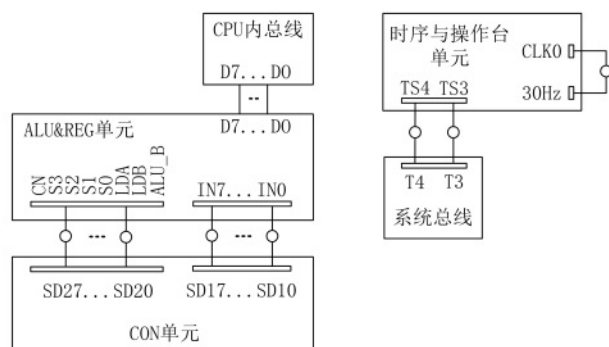 CPU内总线
D7...D0
D7...D0
ALU&REG单元
CN
S3
S2
S1
S0
LDA
LDB
ALU_B
IN7...IN0
SD27...SD20
SD17...SD10
CON单元
时序与操作台
单元
CLK0
30Hz
TS4 TS3
T4 T3
系统总线